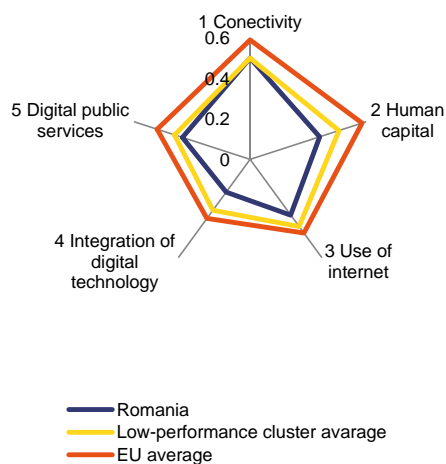 1 Conectivity
0.6
0.4
0.2
0
2 Human
capital
3 Use of
internet
4 Integration of
digital
technology
5 Digital public
services
Romania
Low-performance cluster avarage
EU average